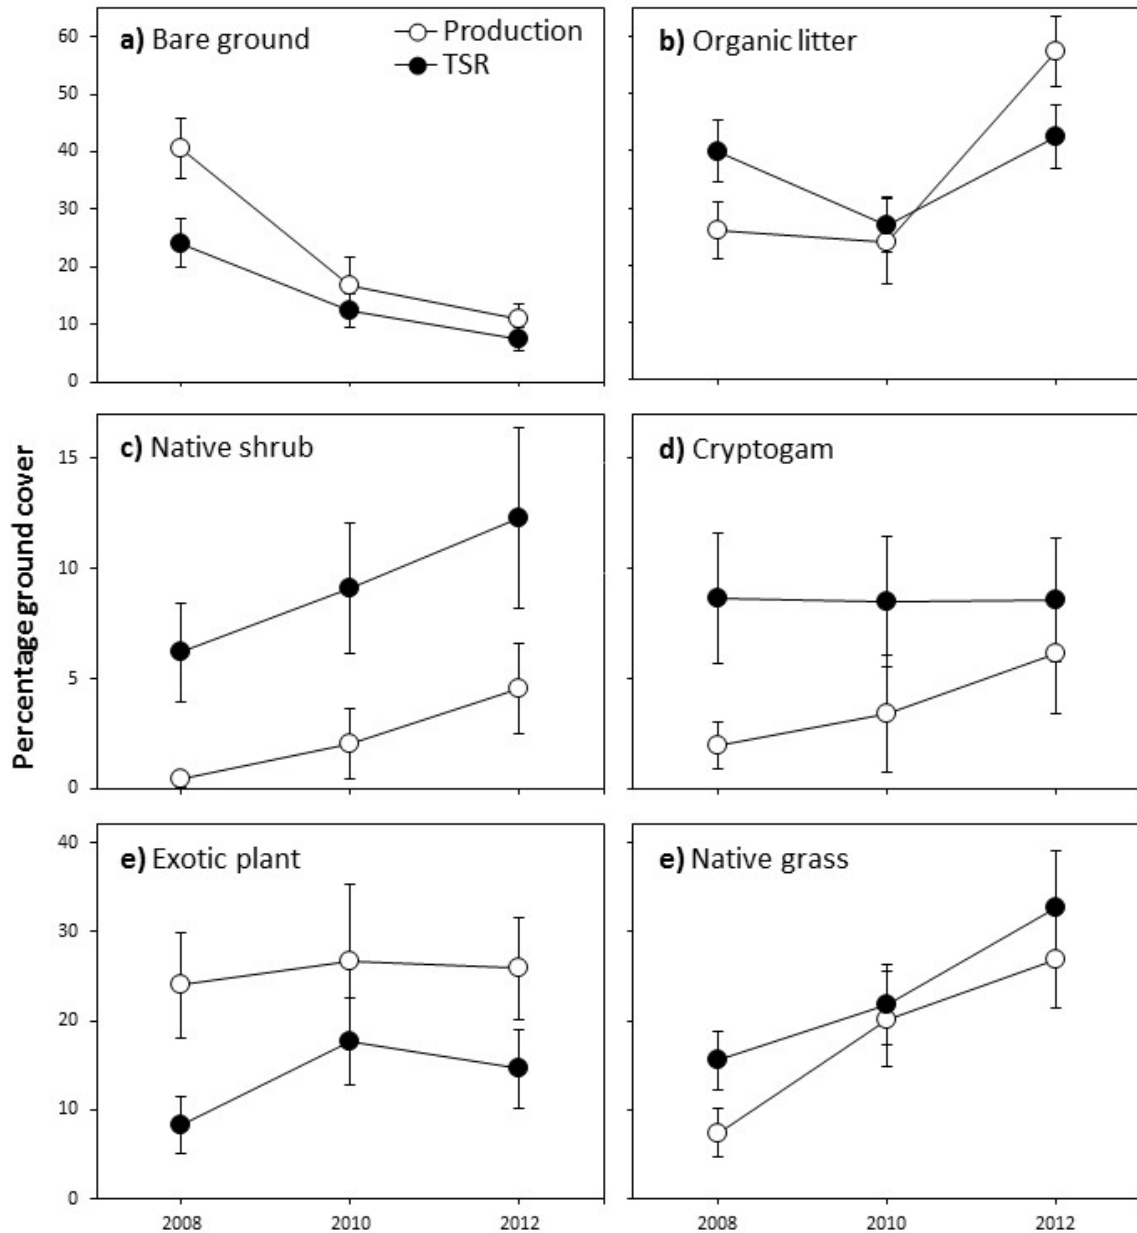 a) Bare ground
Production
TSR
60
50
40
30
20
10
0
b) Organic litter
Percentage ground cover
c) Native shrub
15
10
5
0
d) Cryptogam
e) Exotic plant
40
30
20
10
0
2008
2010
2012
e) Native grass
2008
2010
2012